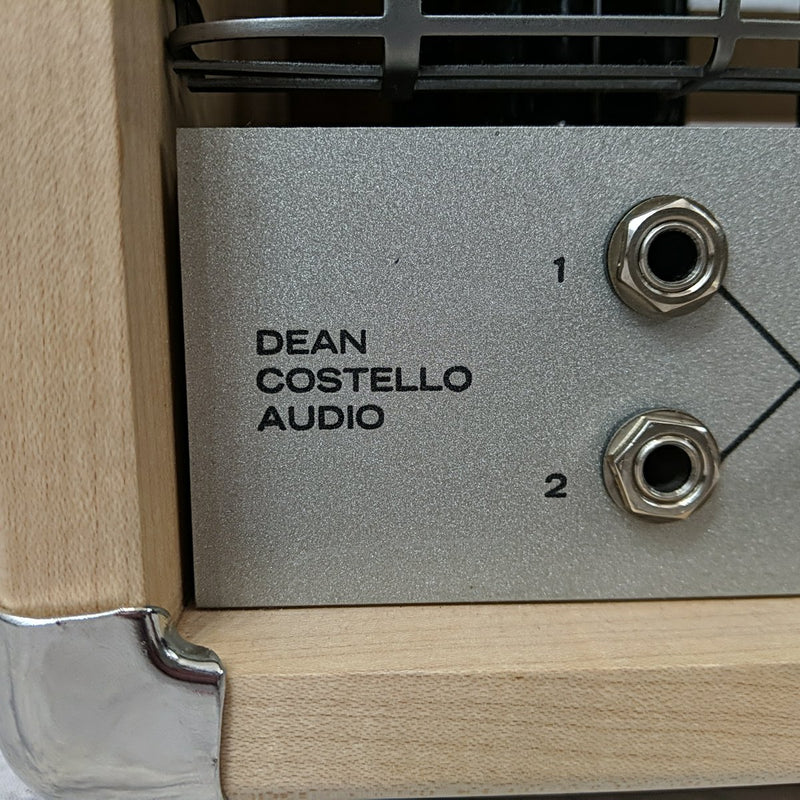 DEAN
COSTELLO
AUDIO
1
2